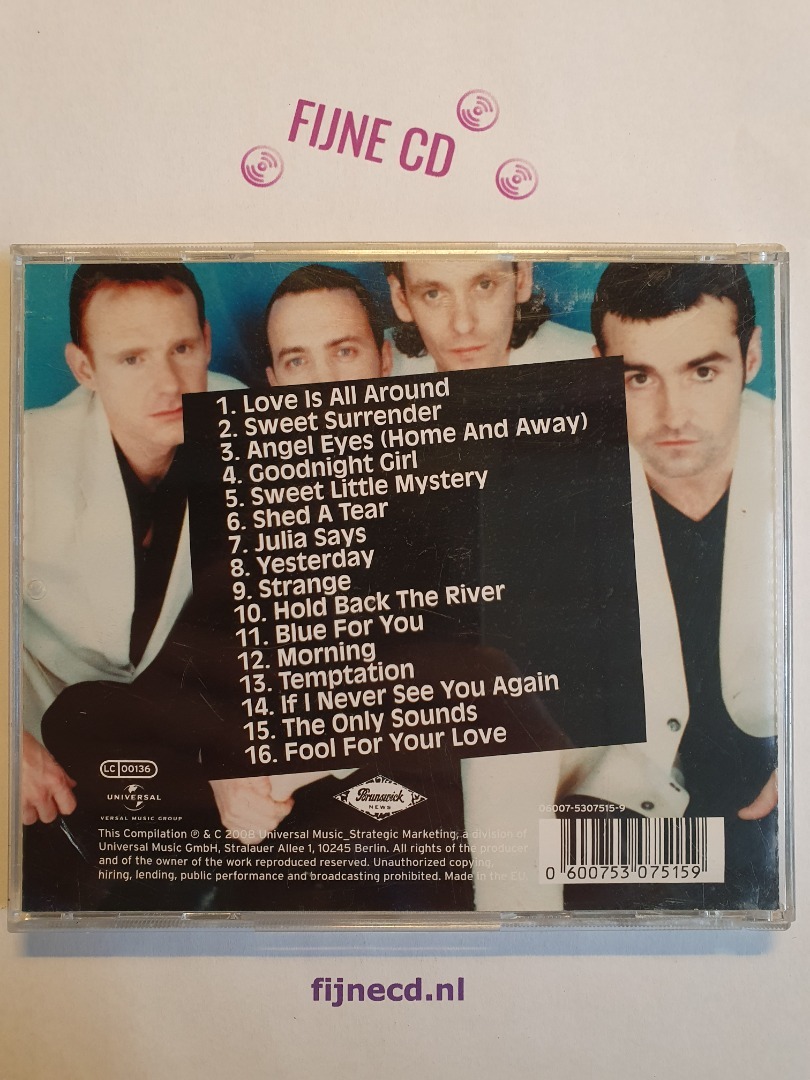 FIJNE CD
1. Love Is All Around
2. Sweet Surrender
3. Angel Eyes (Home And Away)
4. Goodnight Girl
5. Sweet Little Mystery
6. Shed A Tear
7. Julia Says
8. Yesterday
9. Strange
10. Hold Back The River
11. Blue For You
12. Morning
13. Temptation
14. If I Never See You Again
15. The Only Sounds
16. Fool For Your Love
LC 00136
UNIVERSAL
VERSAL MUSIC GROUP
Brunswick
NEWS
06007-5307515-9
This Compilation ℗ & C 2008 Universal Music_Strategic Marketing, a division of
Universal Music GmbH, Stralauer Allee 1, 10245 Berlin. All rights of the producer
and of the owner of the work reproduced reserved. Unauthorized copying,
hiring, lending, public performance and broadcasting prohibited. Made in the EU.
0 600753 075159
fijnecd.nl